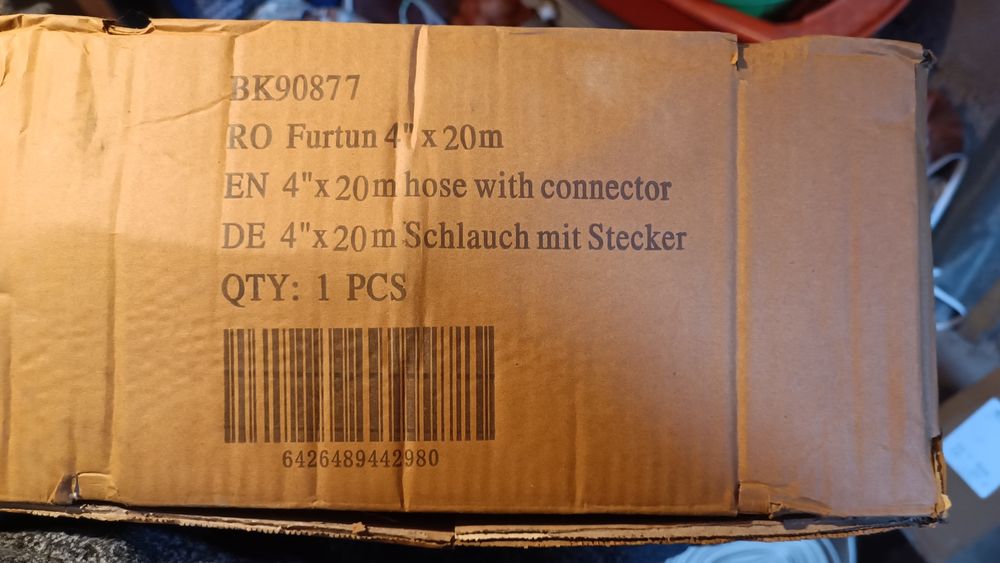 BK90877
RO Furtun 4" x 20m
EN 4"x 20m hose with connector
DE 4"x 20m Schlauch mit Stecker
QTY: 1 PCS
6426489442980